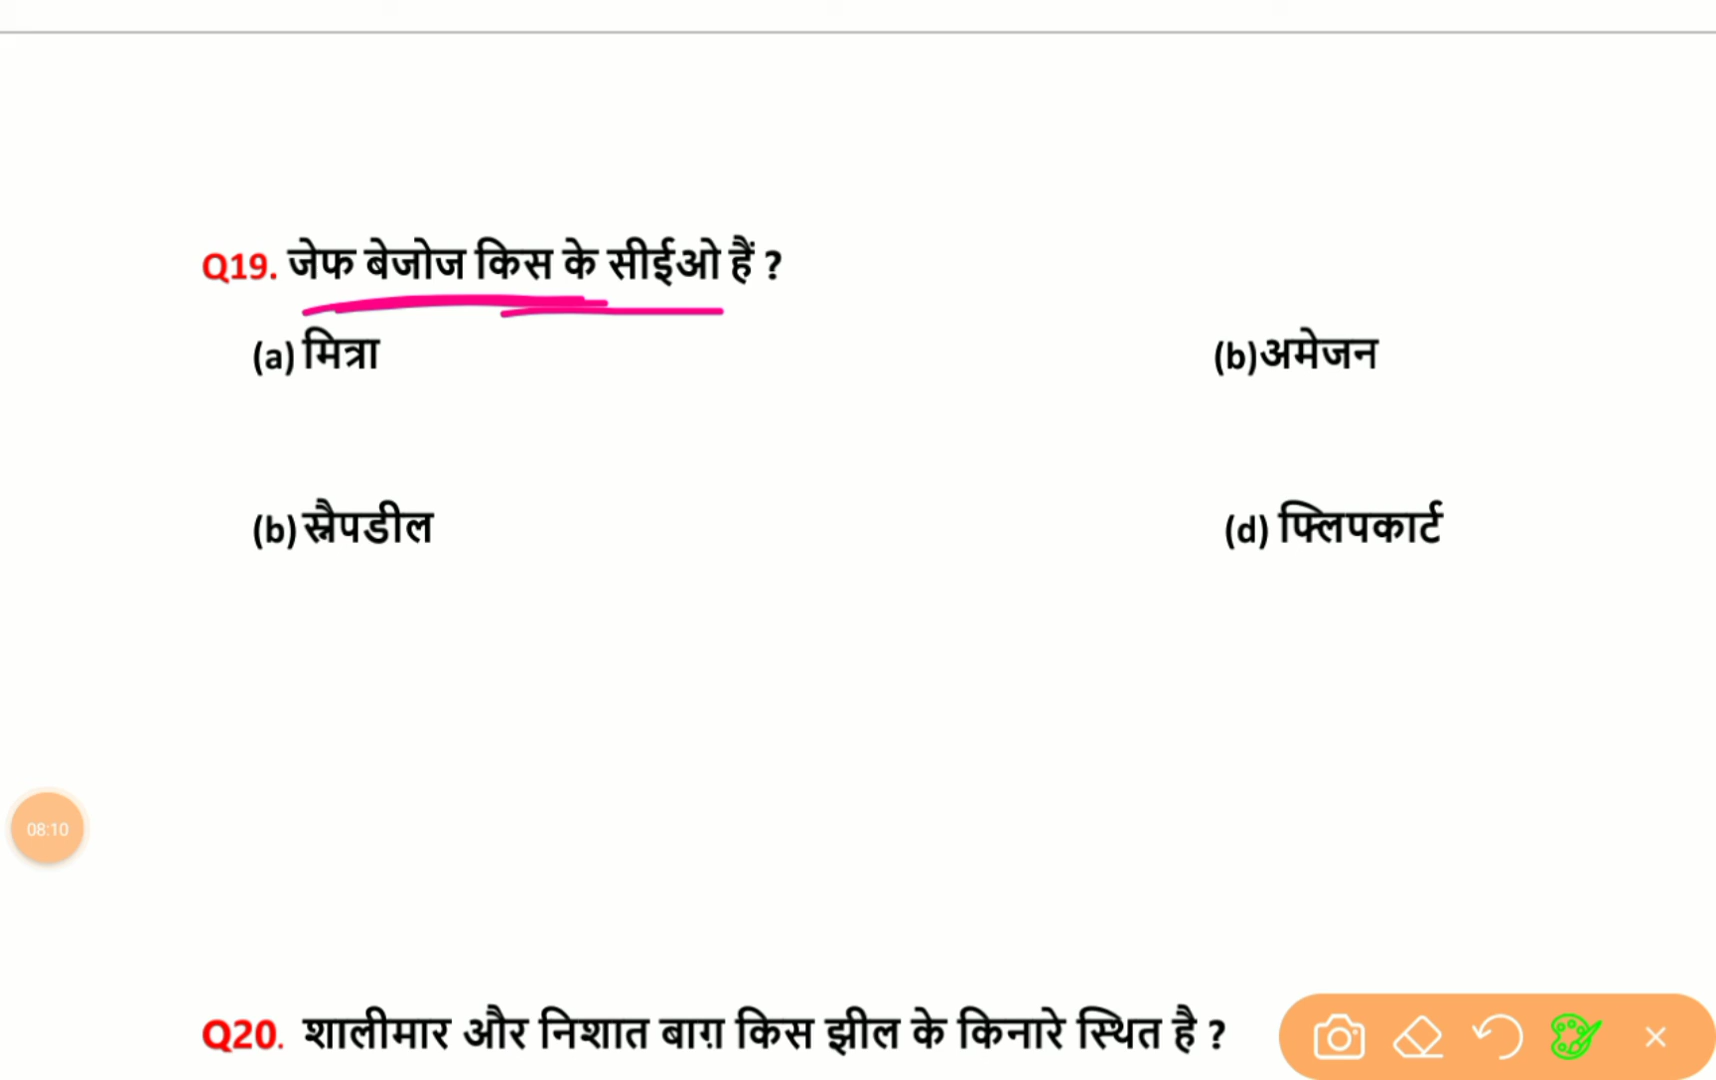 Q19. जेफ बेजोज किस के सीईओ हैं ?
(a) मित्रा
(b)अमेजन
(b) स्नैपडील
(d) फ्लिपकार्ट
08:10
Q20. शालीमार और निशात बाग़ किस झील के किनारे स्थित है ?